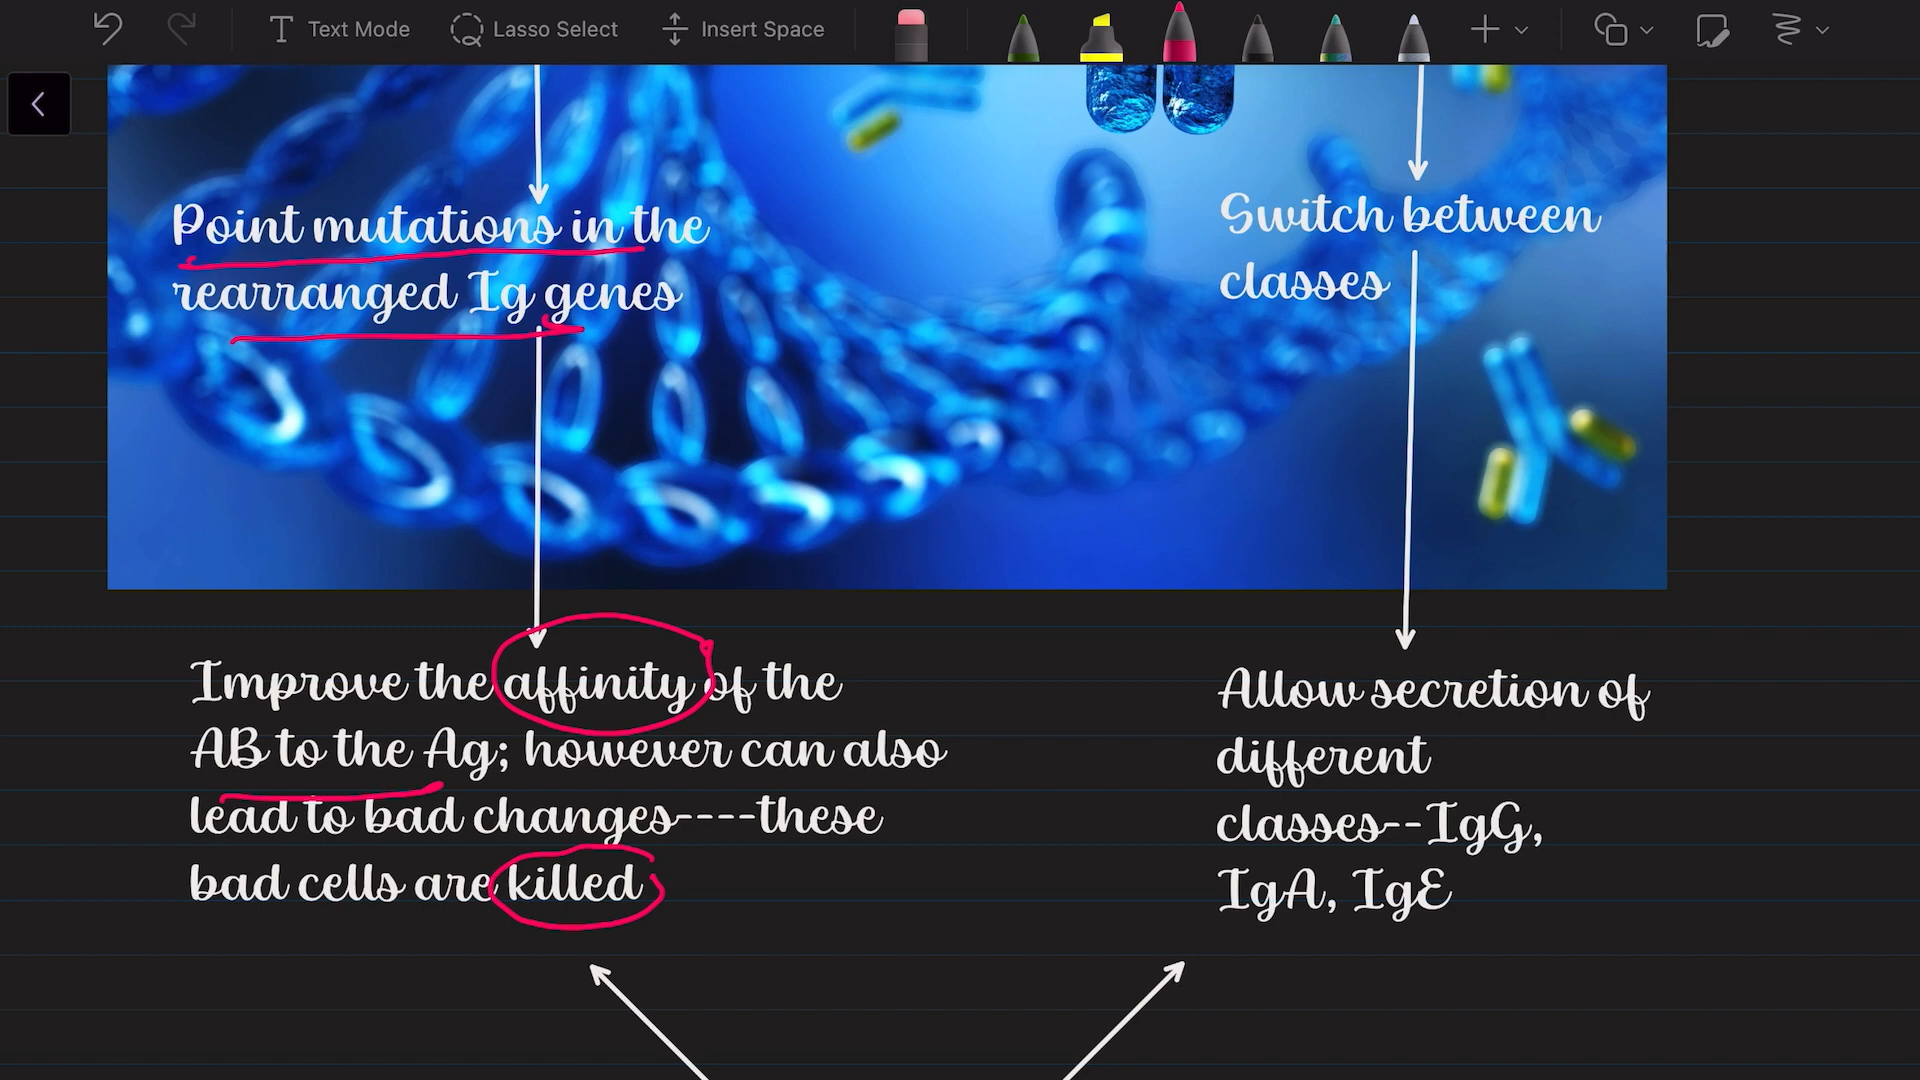 Text Mode
Lasso Select
Insert Space
Point mutations in the
rearranged Ig genes
Switch between
classes
Improve the affinity of the
AB to the Ag; however can also
lead to bad changes----these
bad cells are killed
Allow secretion of
different
classes--IgG,
IgA, IgE